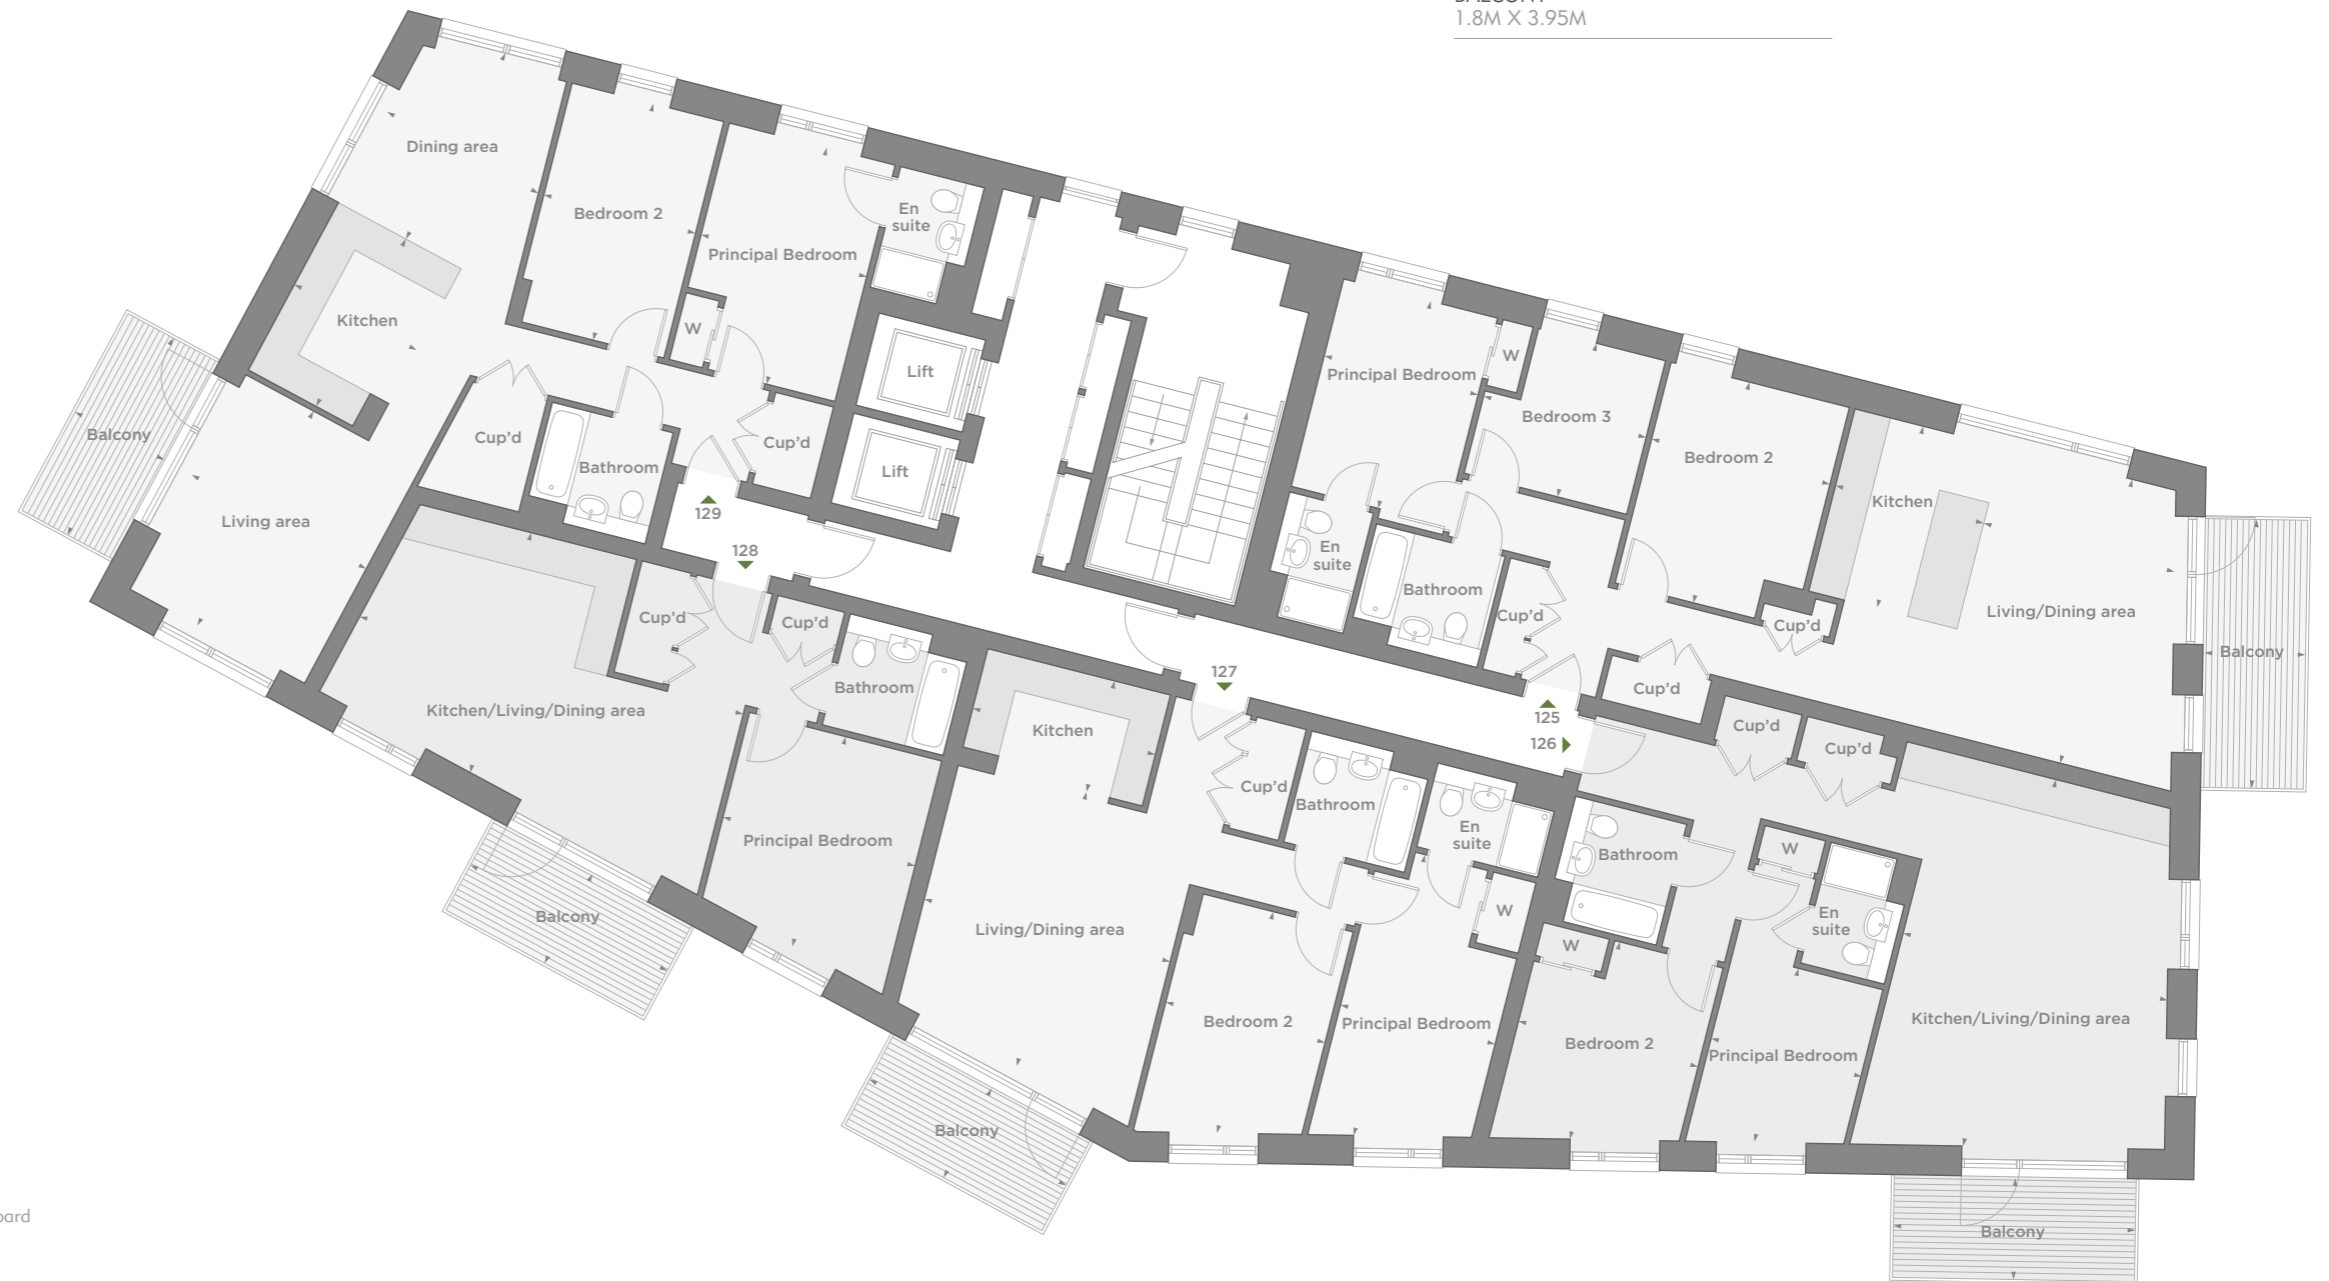 BALCONY
1.8M X 3.95M
Dining area
Bedroom 2
Principal Bedroom
En
suite
Kitchen
W
Lift
Lift
Balcony
Cup'd
Bathroom
Cup'd
Living area
129
128
Kitchen/Living/Dining area
Cup'd
Cup'd
Bathroom
Principal Bedroom
Balcony
Kitchen
Living/Dining area
Balcony
127
Cup'd
Bathroom
En
suite
W
Bedroom 2
Principal Bedroom
Principal Bedroom
W
Bedroom 3
Bedroom 2
Kitchen
Living/Dining area
Balcony
En
suite
Bathroom
Cup'd
Cup'd
Cup'd
125
126
Cup'd
Cup'd
Bathroom
W
W
En
suite
Bedroom 2
Principal Bedroom
Kitchen/Living/Dining area
Balcony